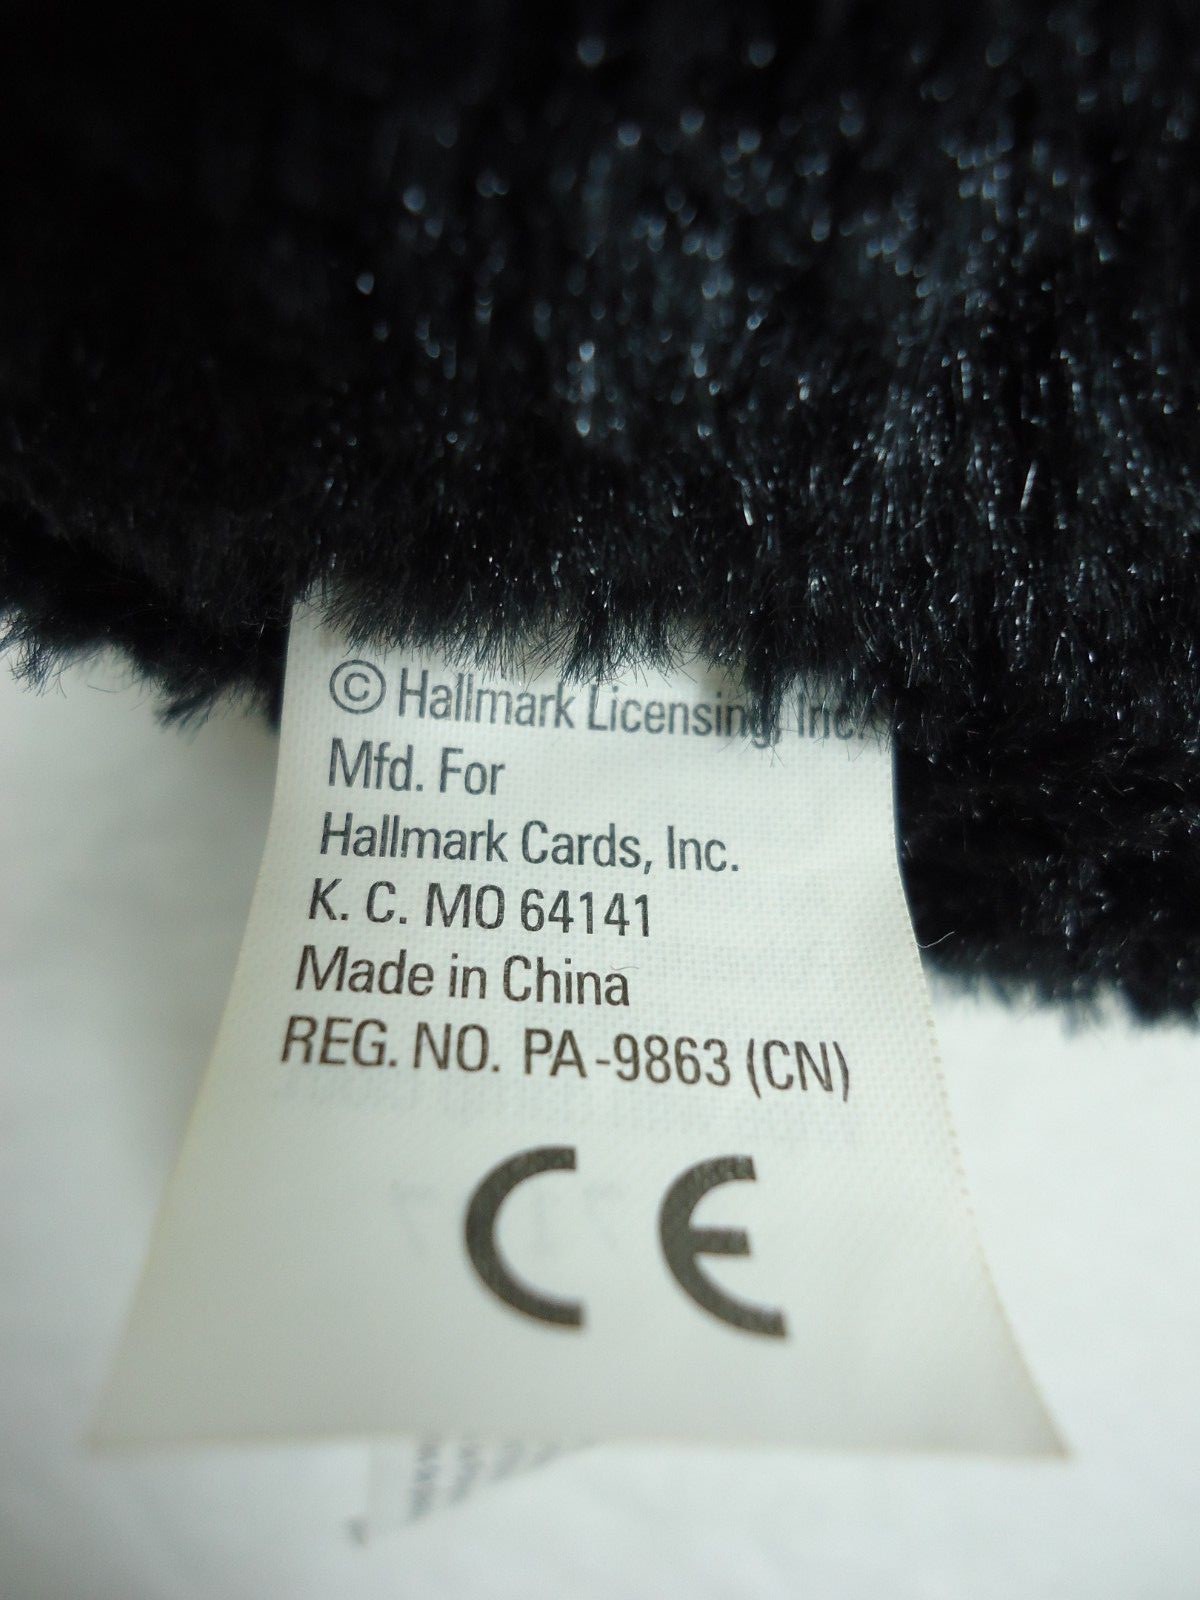 © Hallmark Licensing, Inc.
Mfd. For
Hallmark Cards, Inc.
K. C. MO 64141
Made in China
REG. NO. PA-9863 (CN)
CE